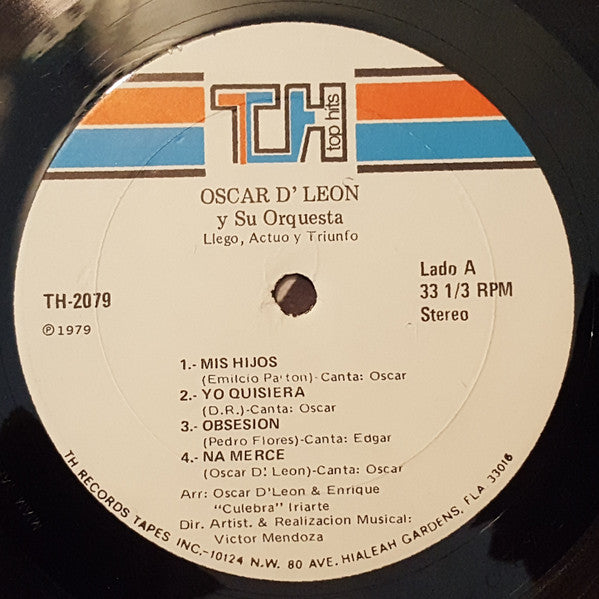 TH
top hits
OSCAR D' LEON
y Su Orquesta
Llego, Actuo y Triunfo
TH-2079
℗ 1979
Lado A
33 1/3 RPM
Stereo
1.- MIS HIJOS
(Emilcio Parton)-Canta: Oscar
2.- YO QUISIERA
(D.R.)-Canta: Oscar
3.- OBSESION
(Pedro Flores)-Canta: Edgar
4.- NA MERCE
(Oscar D'. Leon)-Canta: Oscar
Arr: Oscar D'Leon & Enrique
"Culebra" Iriarte
Dir. Artist. & Realizacion Musical:
Victor Mendoza
TH RECORDS TAPES INC.-10124 N.W. 80 AVE. HIALEAH GARDENS, FLA 33016